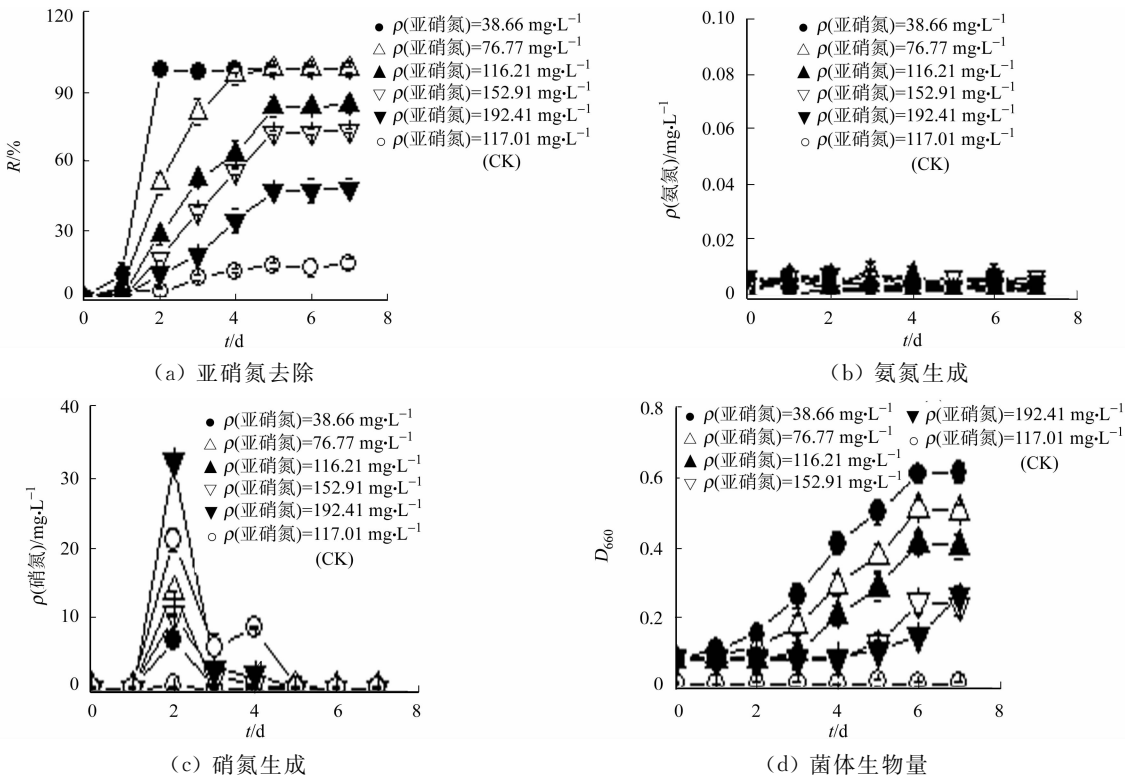 120
90
60
30
0
R/%
0
2
4
6
8
t/d
ρ(亚硝氮)=38.66 mg•L⁻¹
ρ(亚硝氮)=76.77 mg•L⁻¹
ρ(亚硝氮)=116.21 mg•L⁻¹
ρ(亚硝氮)=152.91 mg•L⁻¹
ρ(亚硝氮)=192.41 mg•L⁻¹
ρ(亚硝氮)=117.01 mg•L⁻¹
(CK)
(a) 亚硝氮去除
0.10
0.08
0.06
0.04
0.02
0
ρ(氨氮)/mg•L⁻¹
0
2
4
6
8
t/d
ρ(亚硝氮)=38.66 mg•L⁻¹
ρ(亚硝氮)=76.77 mg•L⁻¹
ρ(亚硝氮)=116.21 mg•L⁻¹
ρ(亚硝氮)=152.91 mg•L⁻¹
ρ(亚硝氮)=192.41 mg•L⁻¹
ρ(亚硝氮)=117.01 mg•L⁻¹
(CK)
(b) 氨氮生成
40
30
20
10
0
ρ(硝氮)/mg•L⁻¹
0
2
4
6
8
t/d
ρ(亚硝氮)=38.66 mg•L⁻¹
ρ(亚硝氮)=76.77 mg•L⁻¹
ρ(亚硝氮)=116.21 mg•L⁻¹
ρ(亚硝氮)=152.91 mg•L⁻¹
ρ(亚硝氮)=192.41 mg•L⁻¹
ρ(亚硝氮)=117.01 mg•L⁻¹
(CK)
(c) 硝氮生成
0.8
0.6
0.4
0.2
0
D₆₆₀
0
2
4
6
8
t/d
ρ(亚硝氮)=38.66 mg•L⁻¹
ρ(亚硝氮)=76.77 mg•L⁻¹
ρ(亚硝氮)=116.21 mg•L⁻¹
ρ(亚硝氮)=152.91 mg•L⁻¹
ρ(亚硝氮)=192.41 mg•L⁻¹
ρ(亚硝氮)=117.01 mg•L⁻¹
(CK)
(d) 菌体生物量